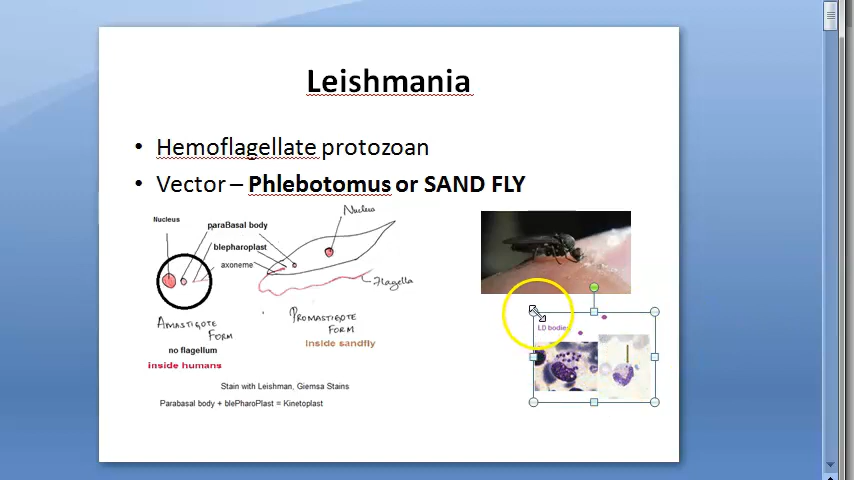 Leishmania
• Hemoflagellate protozoan
• Vector – Phlebotomus or SAND FLY
Nucleus
paraBasal body
blepharoplast
axoneme
Nucleus
Flagella
AMASTIGOTE
FORM
no flagellum
inside humans
PROMASTIGOTE
FORM
inside sandfly
LD bodies
Stain with Leishman, Giemsa Stains
Parabasal body + blePharoPlast = Kinetoplast